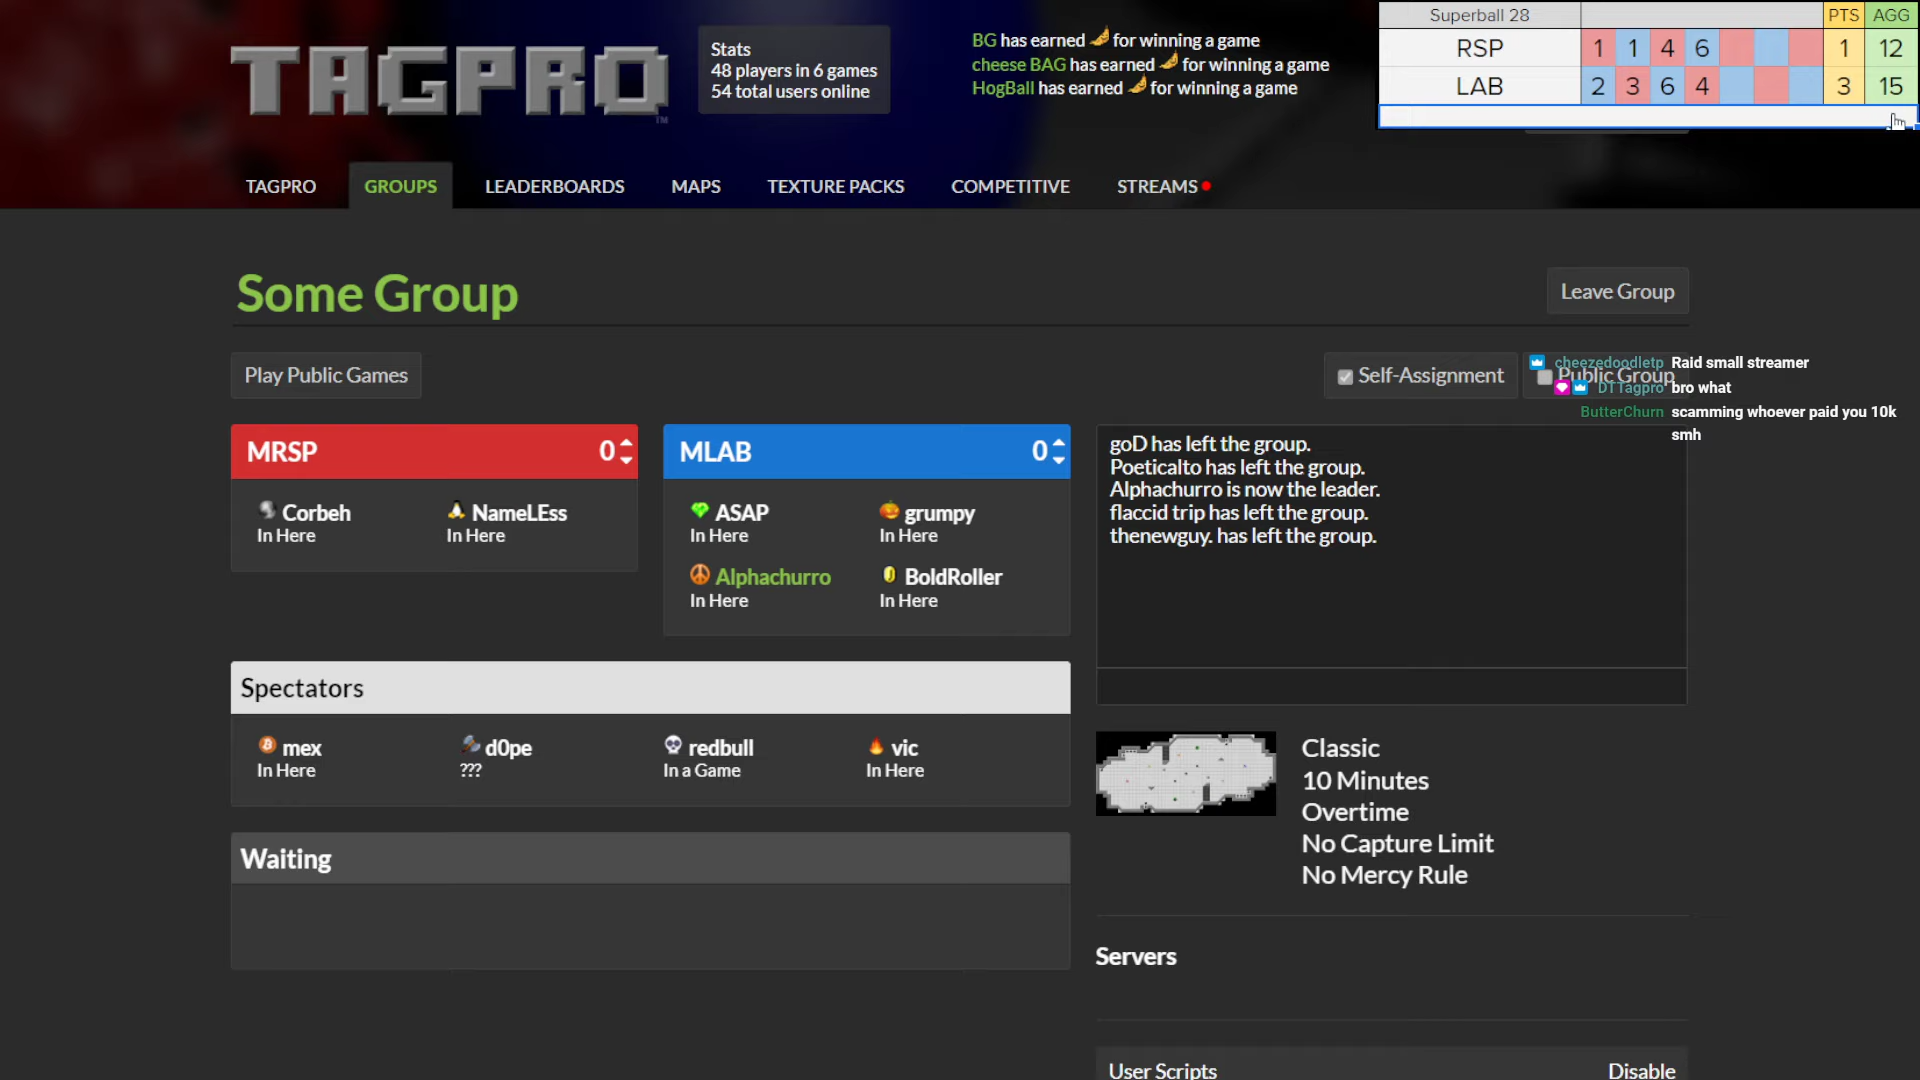 TAGPRO
TM
Stats
48 players in 6 games
54 total users online
BG has earned for winning a game
cheese BAG has earned for winning a game
HogBall has earned for winning a game
Superball 28 PTS AGG
RSP 1 1 4 6 1 12
LAB 2 3 6 4 3 15
TAGPRO GROUPS LEADERBOARDS MAPS TEXTURE PACKS COMPETITIVE STREAMS
Some Group
Leave Group
Play Public Games
Self-Assignment
Public Group
cheezedoodletp Raid small streamer
DTTagpro bro what
ButterChurn scamming whoever paid you 10k
smh
MRSP 0
Corbeh
In Here
NameLEss
In Here
MLAB 0
ASAP
In Here
grumpy
In Here
Alphachurro
In Here
BoldRoller
In Here
goD has left the group.
Poeticalto has left the group.
Alphachurro is now the leader.
flaccid trip has left the group.
thenewguy. has left the group.
Spectators
mex
In Here
d0pe
???
redbull
In a Game
vic
In Here
Waiting
Classic
10 Minutes
Overtime
No Capture Limit
No Mercy Rule
Servers
User Scripts Disable